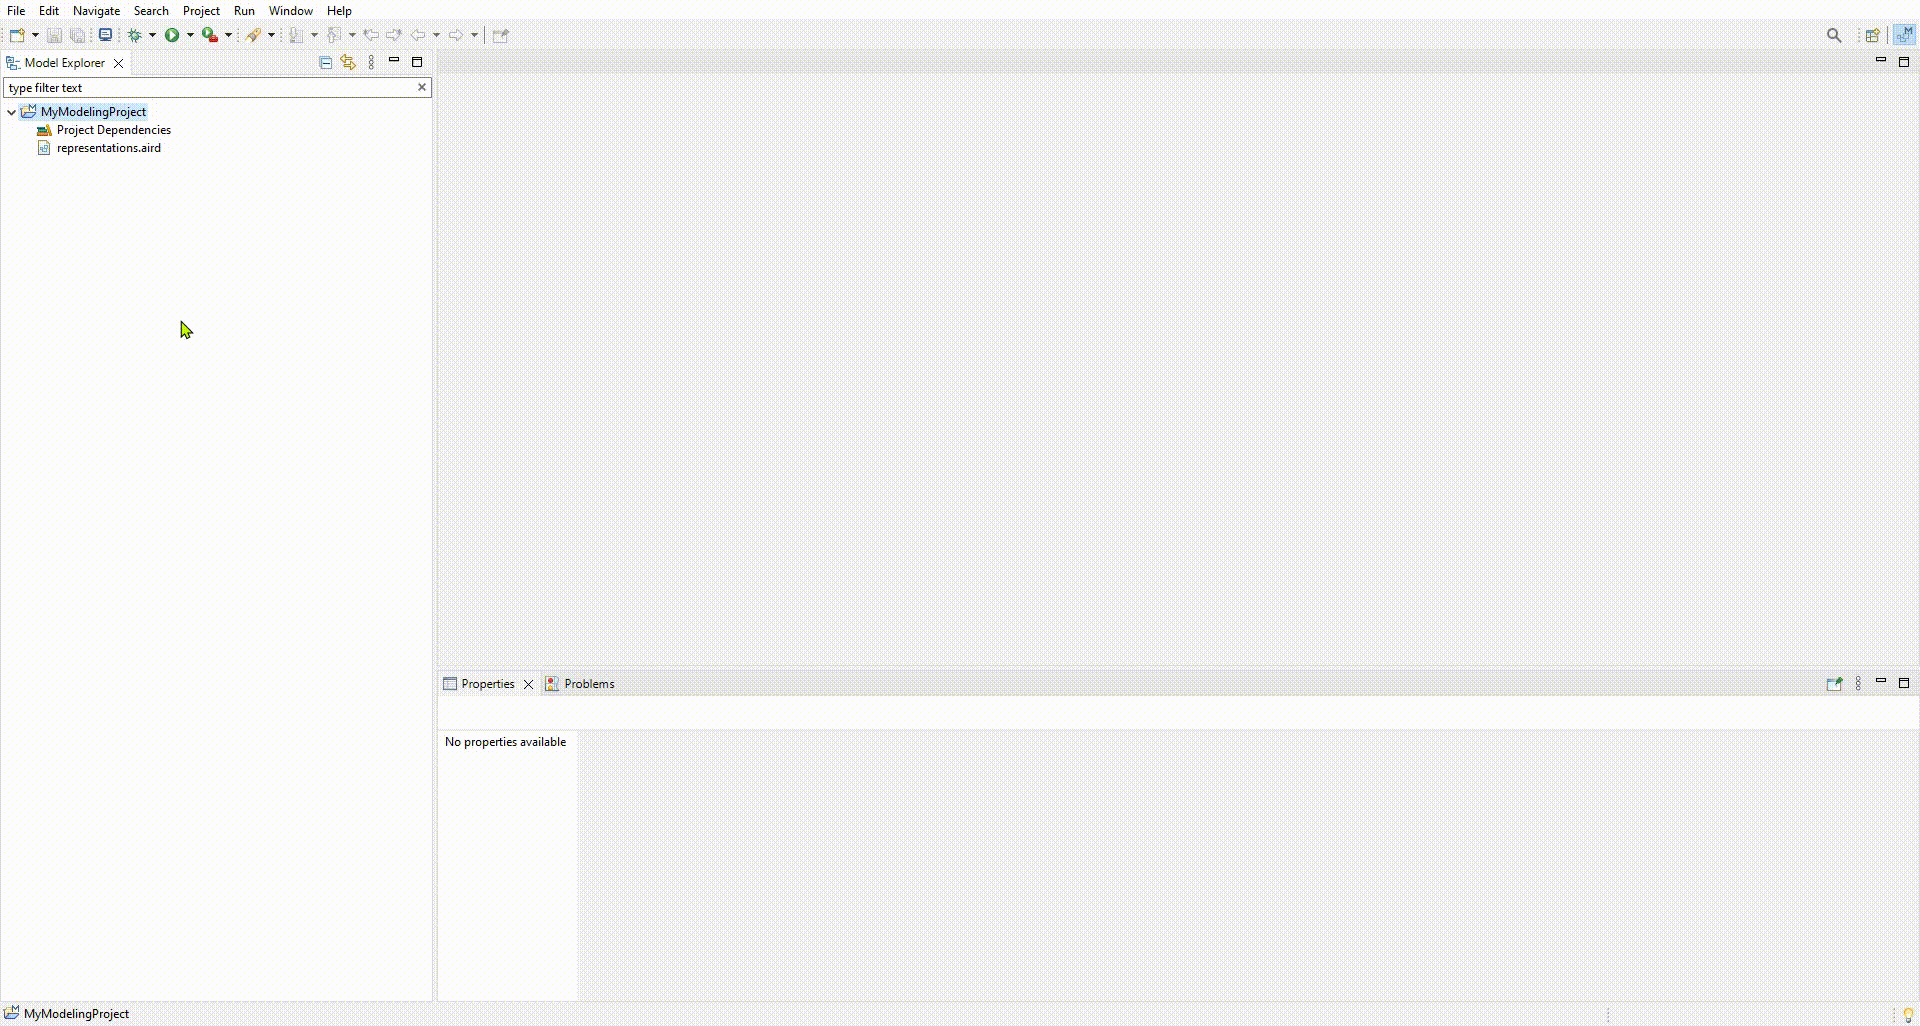 File Edit Navigate Search Project Run Window Help
Model Explorer
type filter text
MyModelingProject
Project Dependencies
representations.aird
Properties Problems
No properties available
MyModelingProject